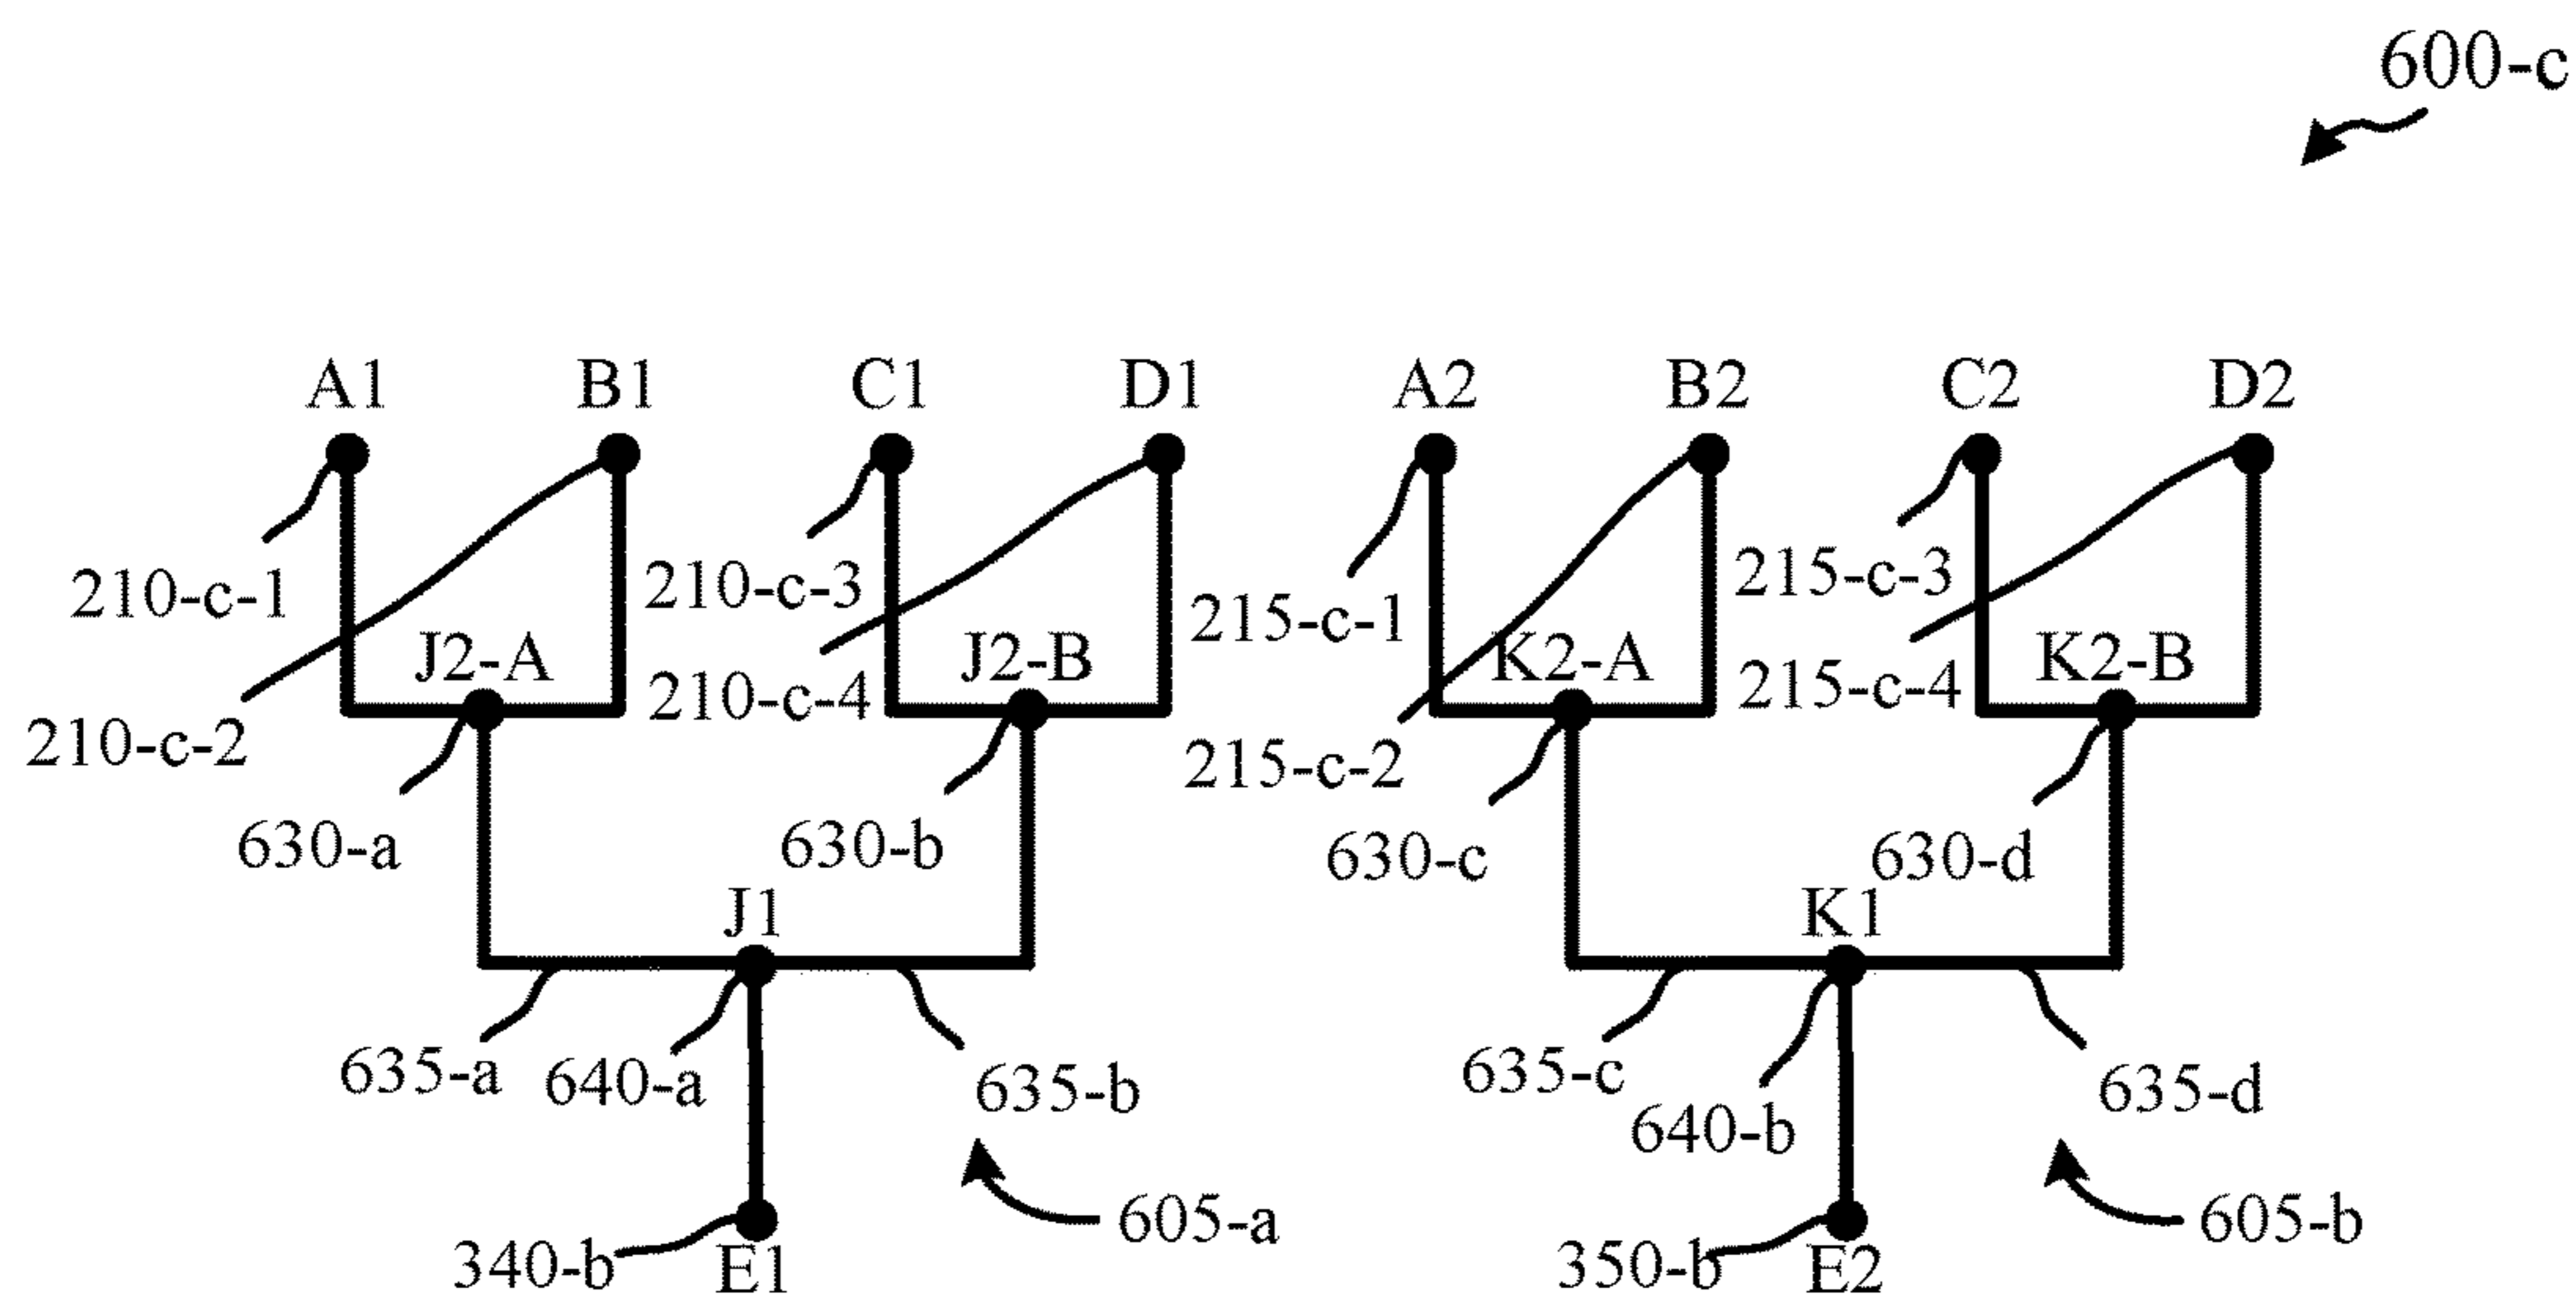 600-c
A1 B1 C1 D1 A2 B2 C2 D2
210-c-1 210-c-3 215-c-1 215-c-3
J2-A J2-B K2-A K2-B
210-c-2 210-c-4 215-c-2 215-c-4
630-a 630-b 630-c 630-d
J1 K1
635-a 640-a 635-b 635-c 640-b 635-d
605-a 605-b
340-b E1 350-b E2